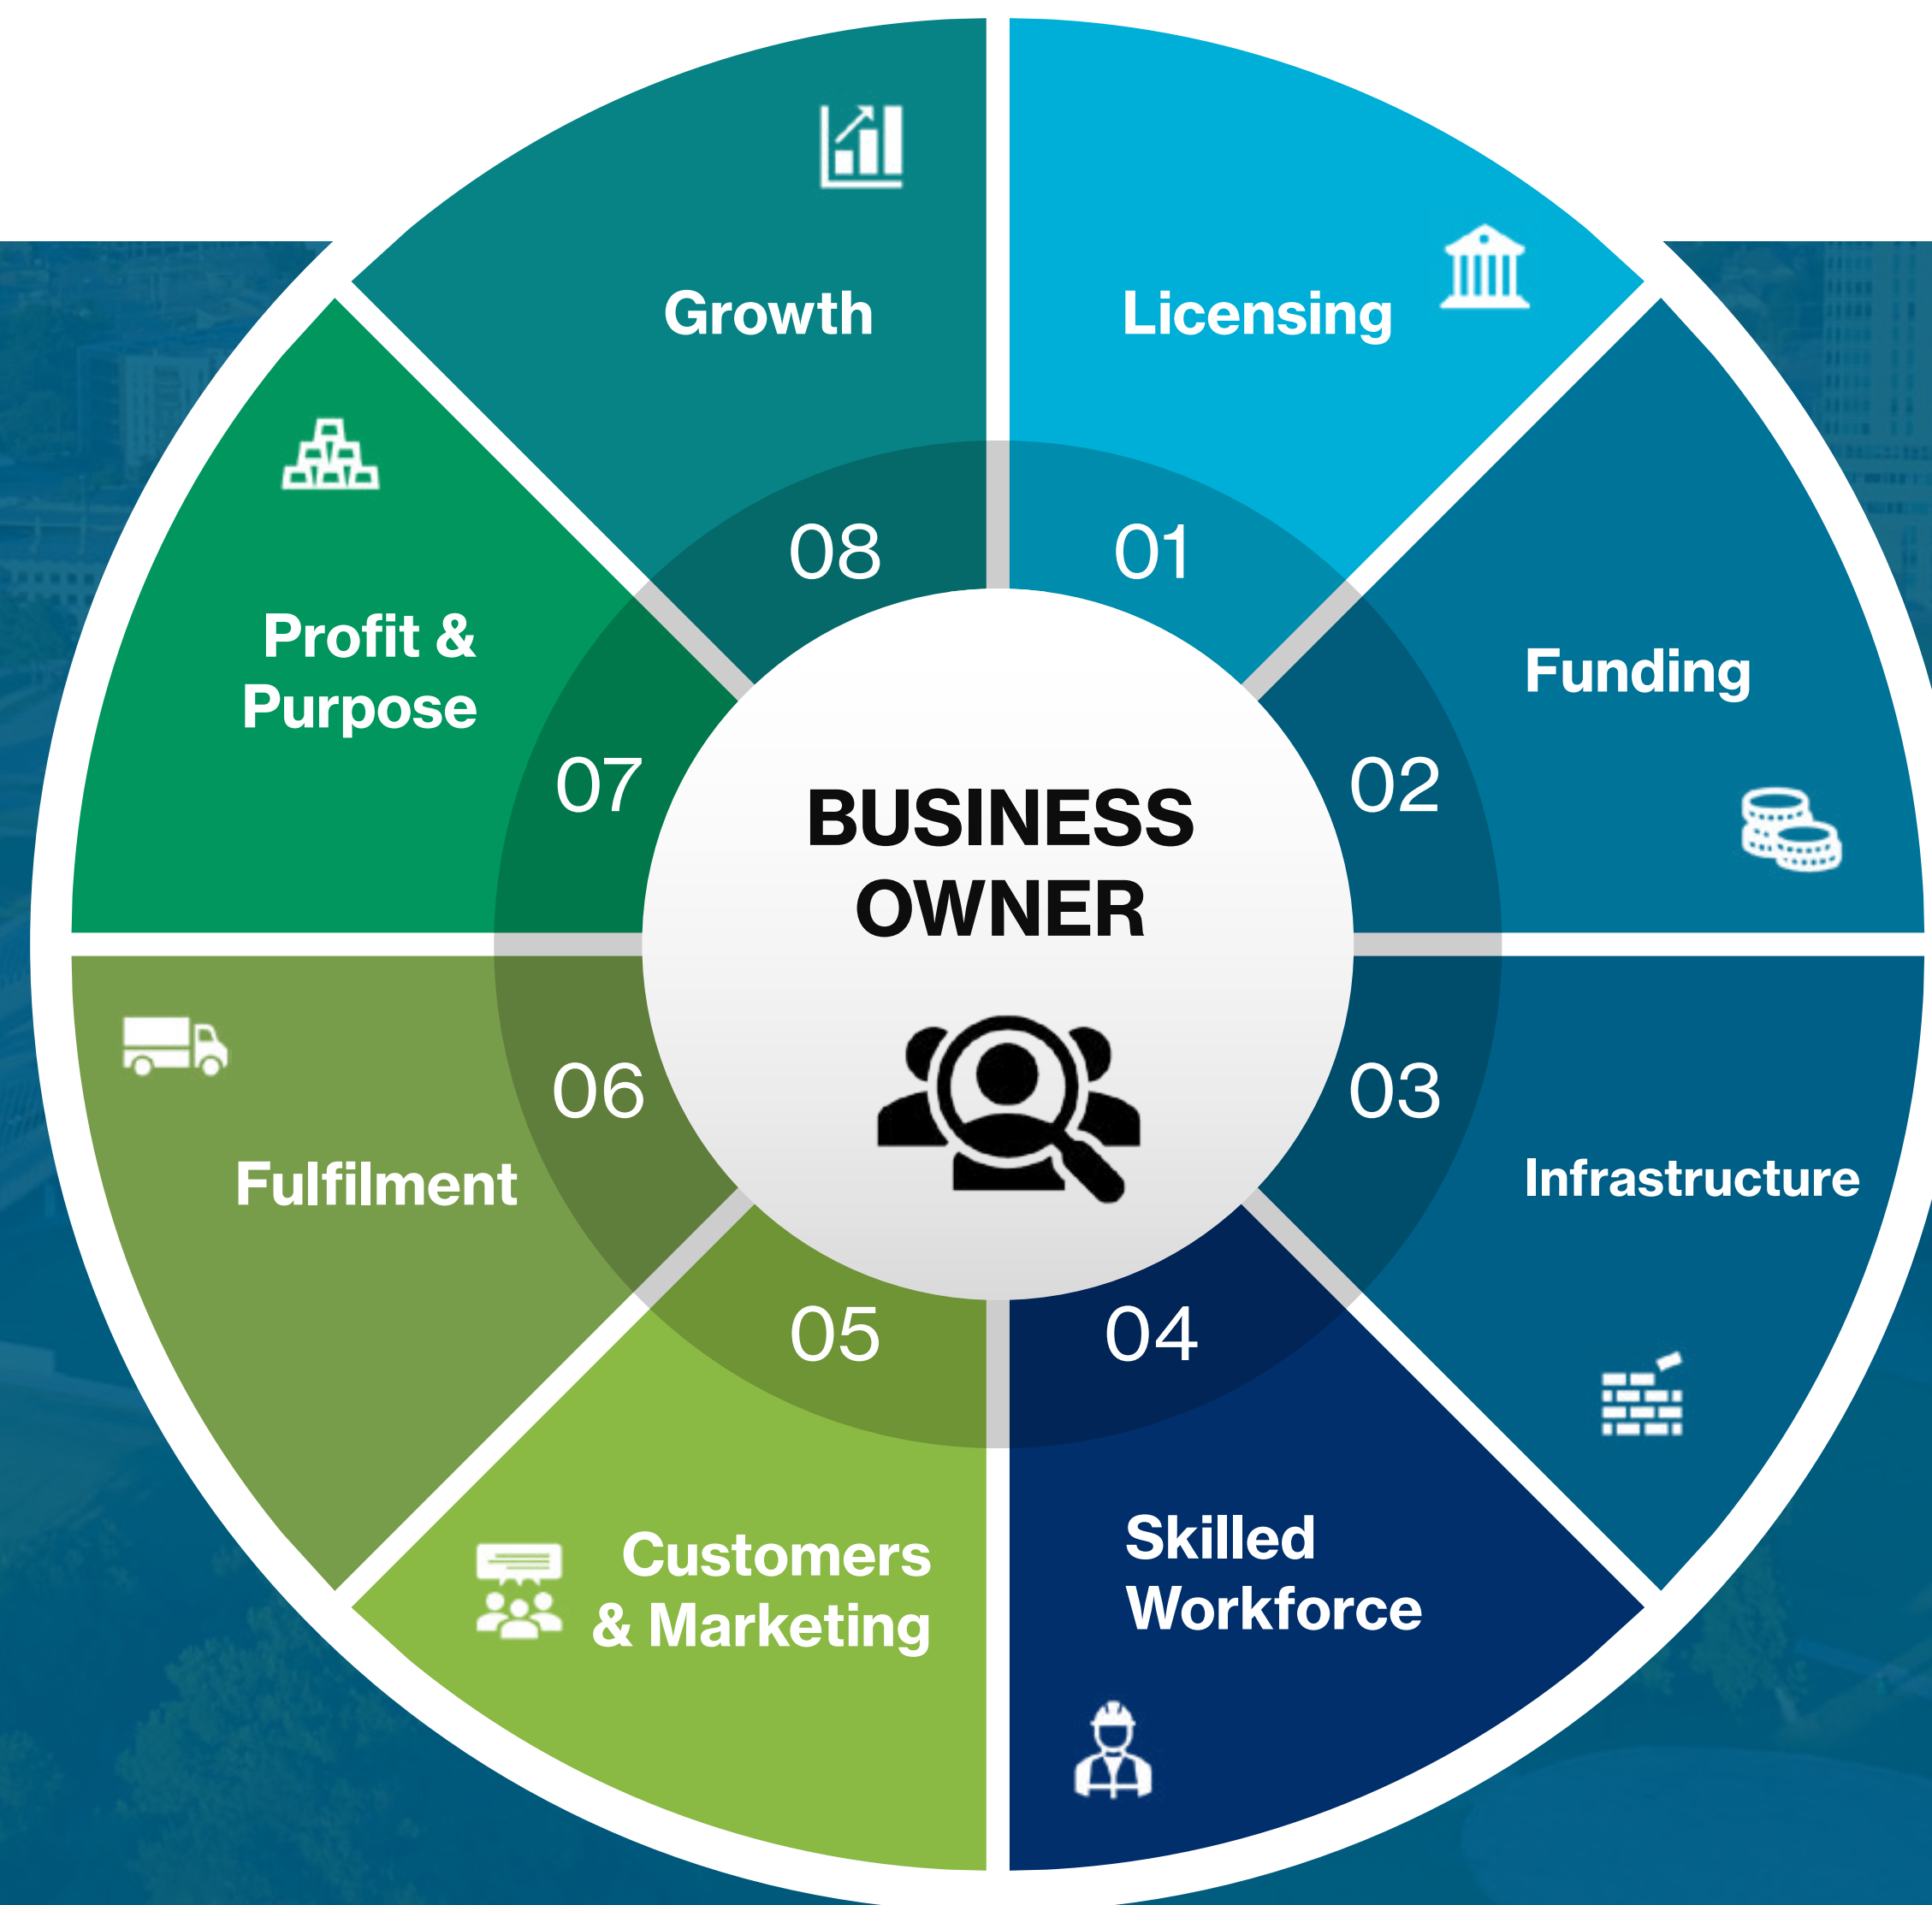 Growth
Licensing
08
01
Profit &
Purpose
Funding
07
02
BUSINESS
OWNER
06
03
Fulfilment
Infrastructure
05
04
Customers
& Marketing
Skilled
Workforce